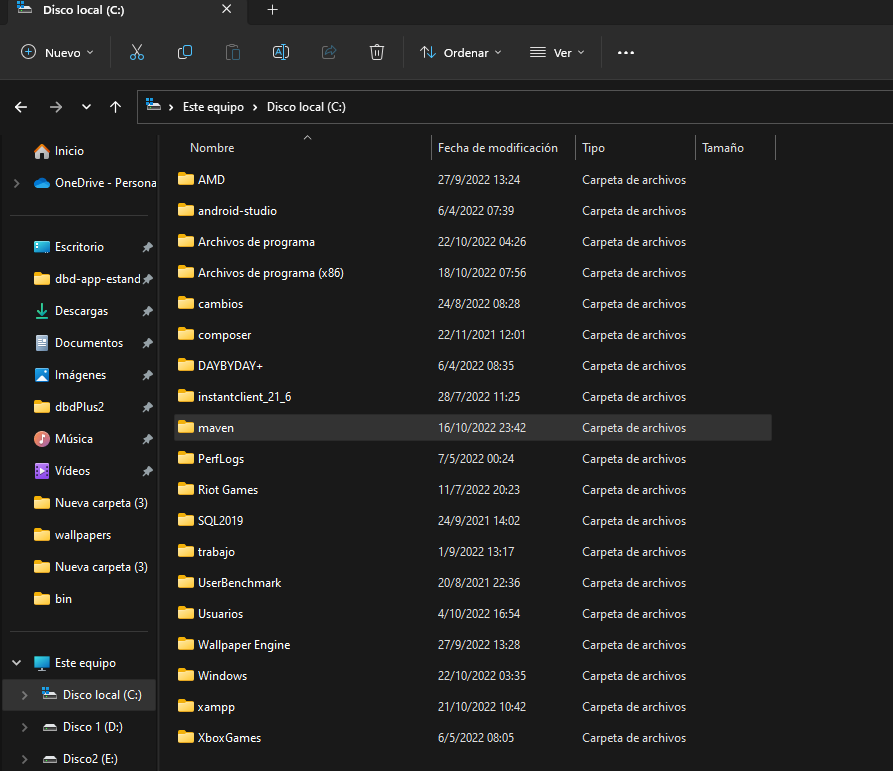 Disco local (C:)
Nuevo
Ordenar
Ver
Este equipo > Disco local (C:)
Inicio
OneDrive - Persona
Escritorio
dbd-app-estand
Descargas
Documentos
Imágenes
dbdPlus2
Música
Vídeos
Nueva carpeta (3)
wallpapers
Nueva carpeta (3)
bin
Este equipo
Disco local (C:)
Disco 1 (D:)
Disco2 (E:)
Nombre Fecha de modificación Tipo Tamaño
AMD 27/9/2022 13:24 Carpeta de archivos
android-studio 6/4/2022 07:39 Carpeta de archivos
Archivos de programa 22/10/2022 04:26 Carpeta de archivos
Archivos de programa (x86) 18/10/2022 07:56 Carpeta de archivos
cambios 24/8/2022 08:28 Carpeta de archivos
composer 22/11/2021 12:01 Carpeta de archivos
DAYBYDAY+ 6/4/2022 08:35 Carpeta de archivos
instantclient_21_6 28/7/2022 11:25 Carpeta de archivos
maven 16/10/2022 23:42 Carpeta de archivos
PerfLogs 7/5/2022 00:24 Carpeta de archivos
Riot Games 11/7/2022 20:23 Carpeta de archivos
SQL2019 24/9/2021 14:02 Carpeta de archivos
trabajo 1/9/2022 13:17 Carpeta de archivos
UserBenchmark 20/8/2021 22:36 Carpeta de archivos
Usuarios 4/10/2022 16:54 Carpeta de archivos
Wallpaper Engine 27/9/2022 13:28 Carpeta de archivos
Windows 22/10/2022 03:35 Carpeta de archivos
xampp 21/10/2022 10:42 Carpeta de archivos
XboxGames 6/5/2022 08:05 Carpeta de archivos